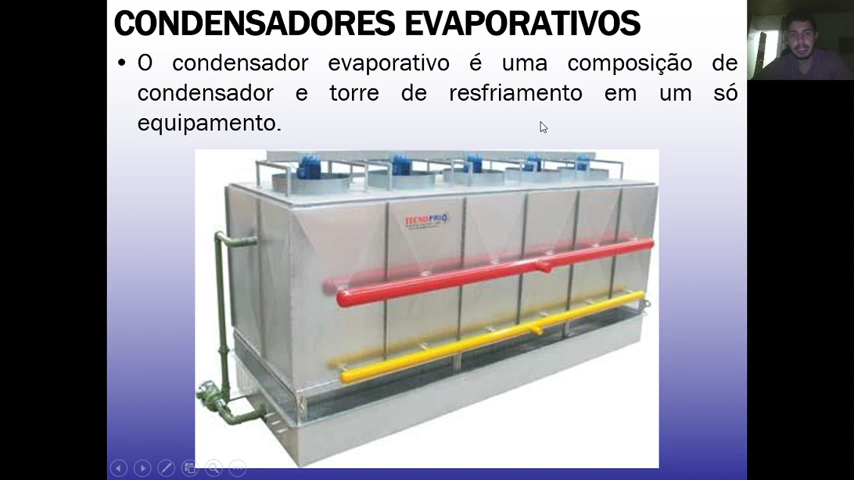 CONDENSADORES EVAPORATIVOS
• O condensador evaporativo é uma composição de
condensador e torre de resfriamento em um só
equipamento.
TECNOFRIO